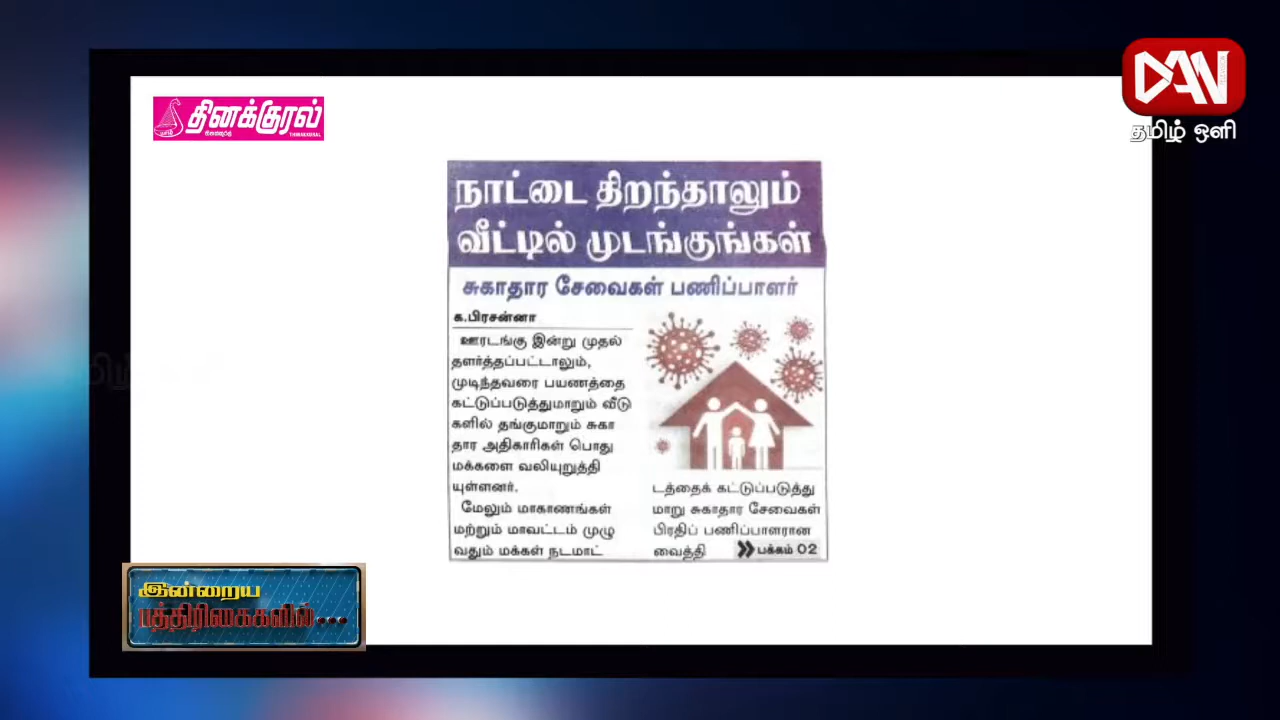 தினக்குரல்
THINAKKURAL
DAN
தமிழ் ஒளி
நாட்டை திறந்தாலும்
வீட்டில் முடங்குங்கள்
சுகாதார சேவைகள் பணிப்பாளர்
க.பிரசன்னா
ஊரடங்கு இன்று முதல்
தளர்த்தப்பட்டாலும்,
முடிந்தவரை பயணத்தை
கட்டுப்படுத்துமாறும் வீடு
களில் தங்குமாறும் சுகா
தார அதிகாரிகள் பொது
மக்களை வலியுறுத்தி
யுள்ளனர்.
மேலும் மாகாணங்கள்
மற்றும் மாவட்டம் முழு
வதும் மக்கள் நடமாட்
டத்தைக் கட்டுப்படுத்து
மாறு சுகாதார சேவைகள்
பிரதிப் பணிப்பாளரான
வைத்தி
பக்கம் 02
இன்றைய
பத்திரிகைகளில்...